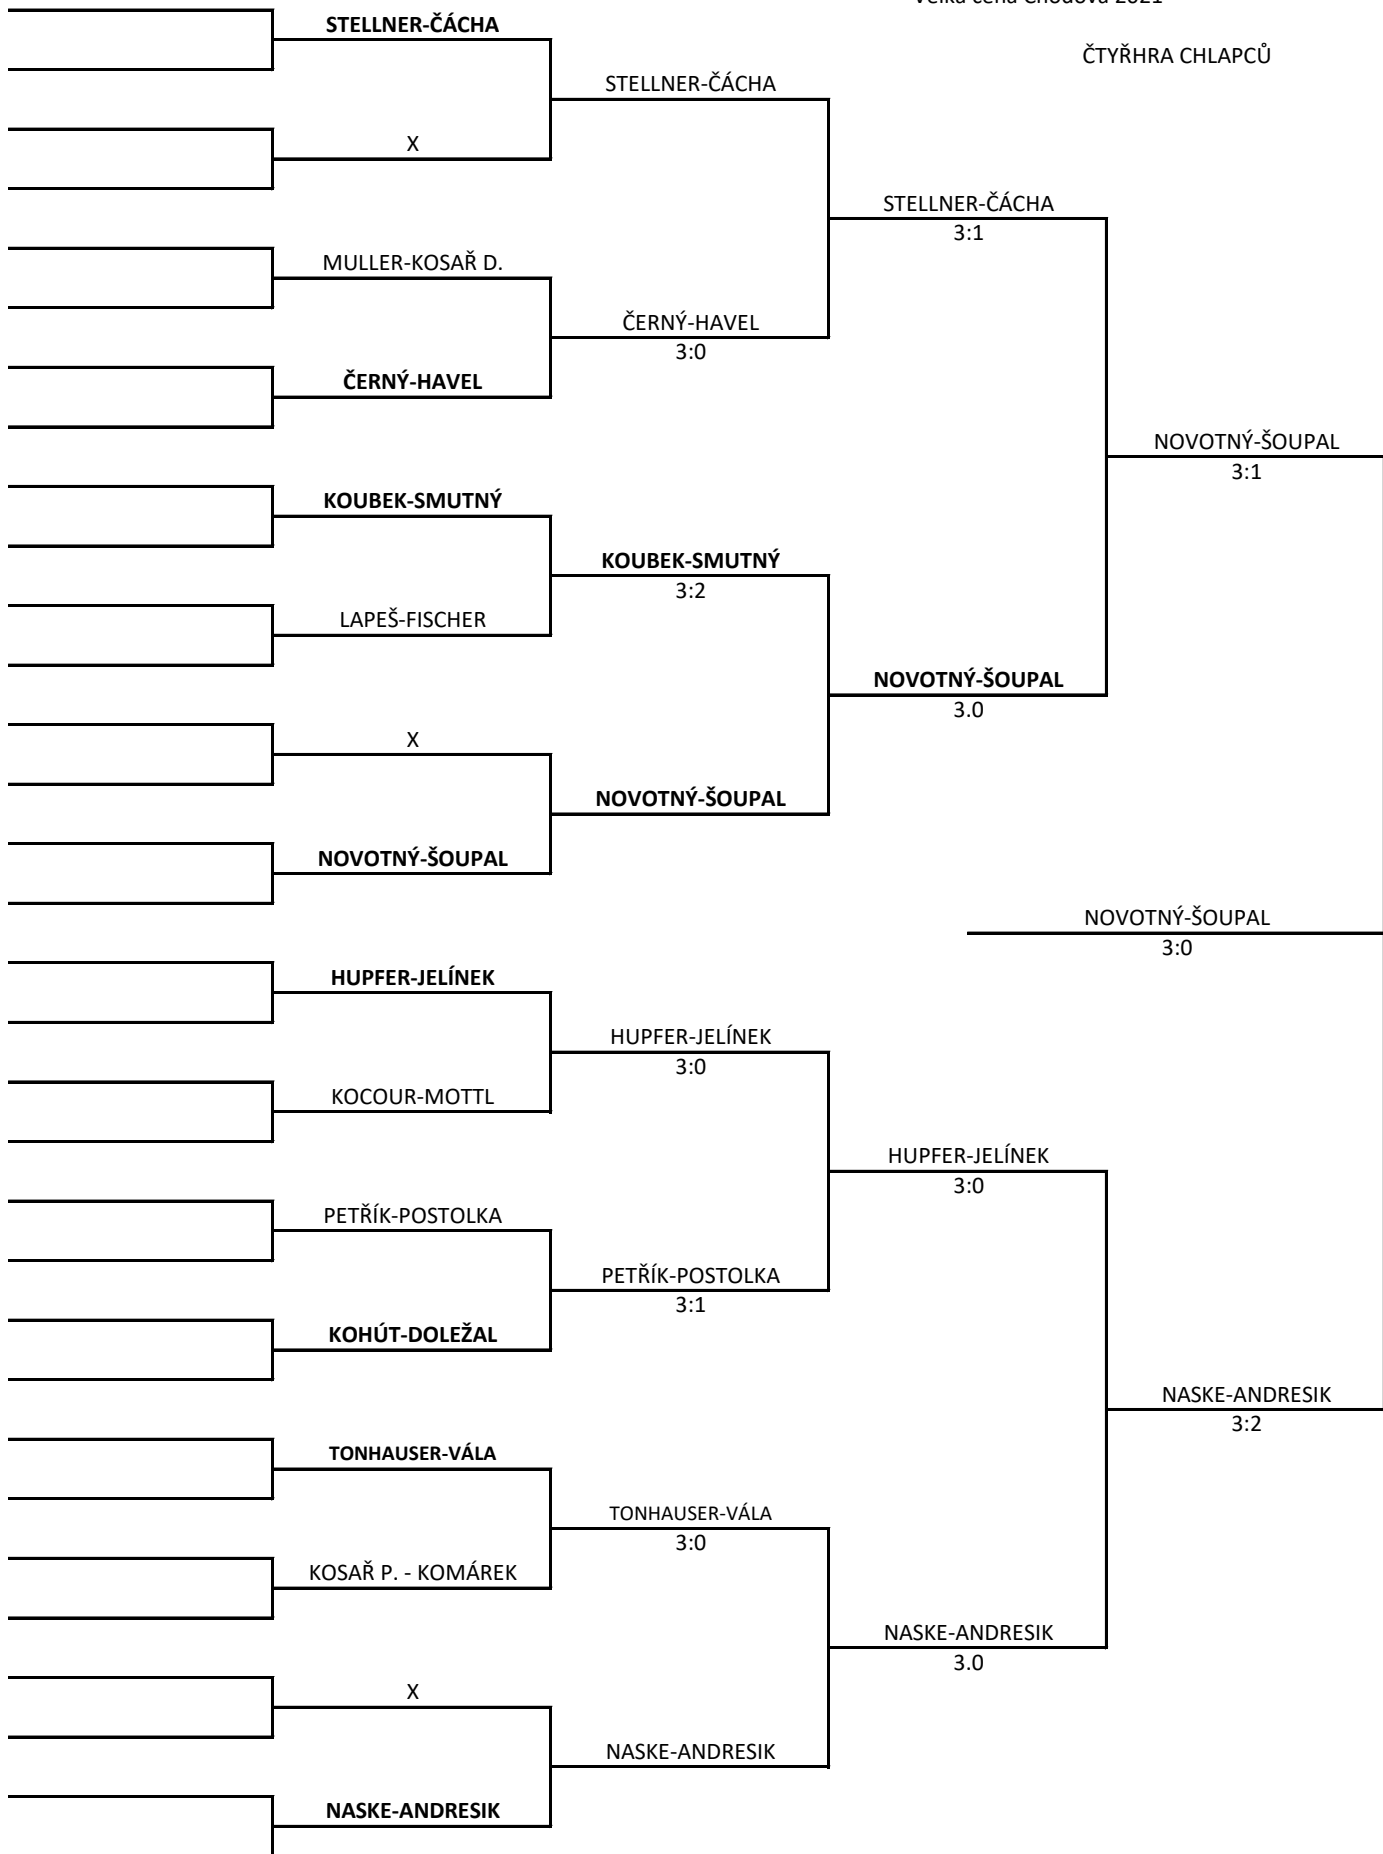 Velká cena Chodova 2021
STELLNER-ČÁCHA
ČTYŘHRA CHLAPCŮ
STELLNER-ČÁCHA
X
STELLNER-ČÁCHA
3:1
MULLER-KOSAŘ D.
ČERNÝ-HAVEL
3:0
ČERNÝ-HAVEL
NOVOTNÝ-ŠOUPAL
3:1
KOUBEK-SMUTNÝ
KOUBEK-SMUTNÝ
3:2
LAPEŠ-FISCHER
NOVOTNÝ-ŠOUPAL
3.0
X
NOVOTNÝ-ŠOUPAL
NOVOTNÝ-ŠOUPAL
NOVOTNÝ-ŠOUPAL
3:0
HUPFER-JELÍNEK
HUPFER-JELÍNEK
3:0
KOCOUR-MOTTL
HUPFER-JELÍNEK
3:0
PETŘÍK-POSTOLKA
PETŘÍK-POSTOLKA
3:1
KOHÚT-DOLEŽAL
NASKE-ANDRESIK
3:2
TONHAUSER-VÁLA
TONHAUSER-VÁLA
3:0
KOSAŘ P. - KOMÁREK
NASKE-ANDRESIK
3.0
X
NASKE-ANDRESIK
NASKE-ANDRESIK